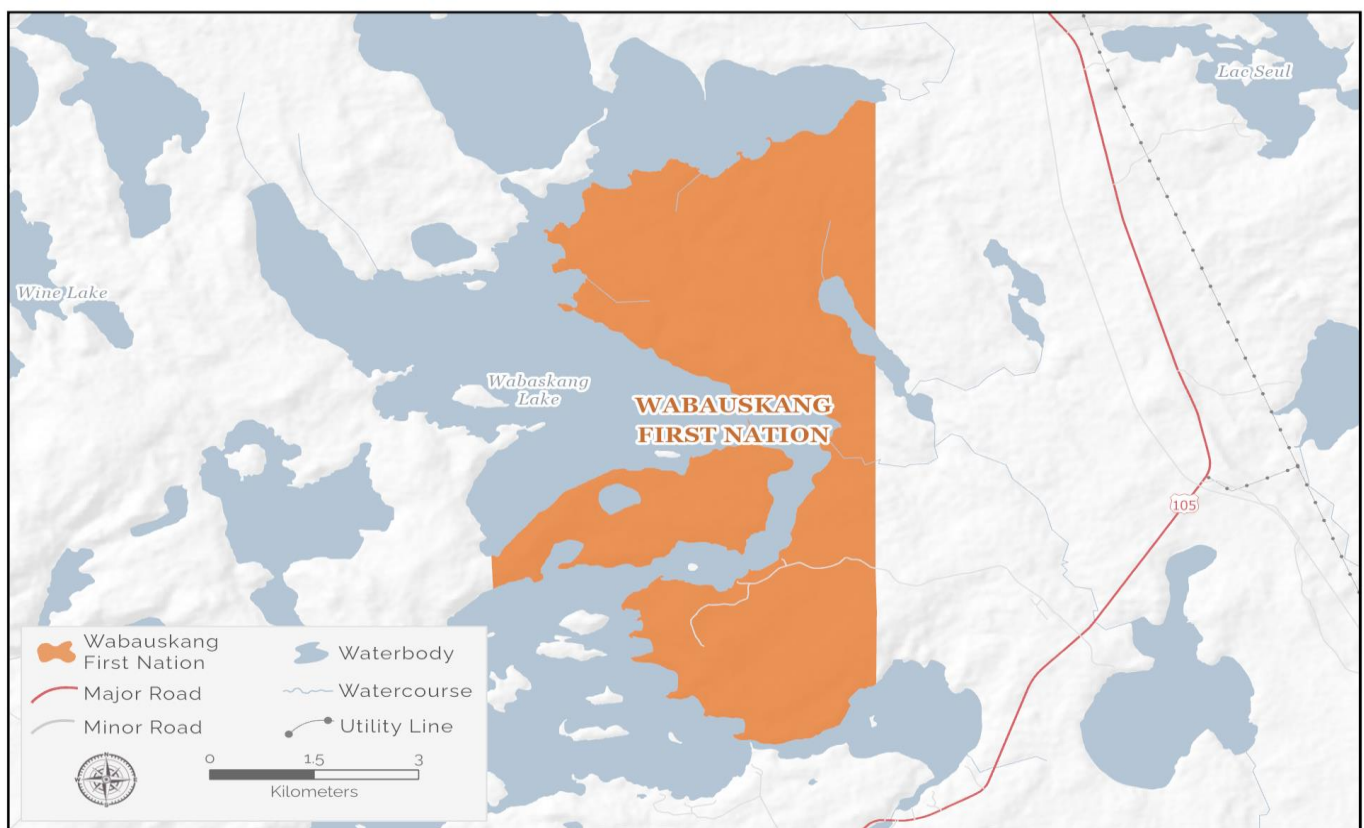 Lac Seul
Wine Lake
Wabaskang
Lake
WABAUSKANG
FIRST NATION
105
Wabauskang
First Nation
Waterbody
Major Road
Watercourse
Minor Road
Utility Line
0 1.5 3
Kilometers